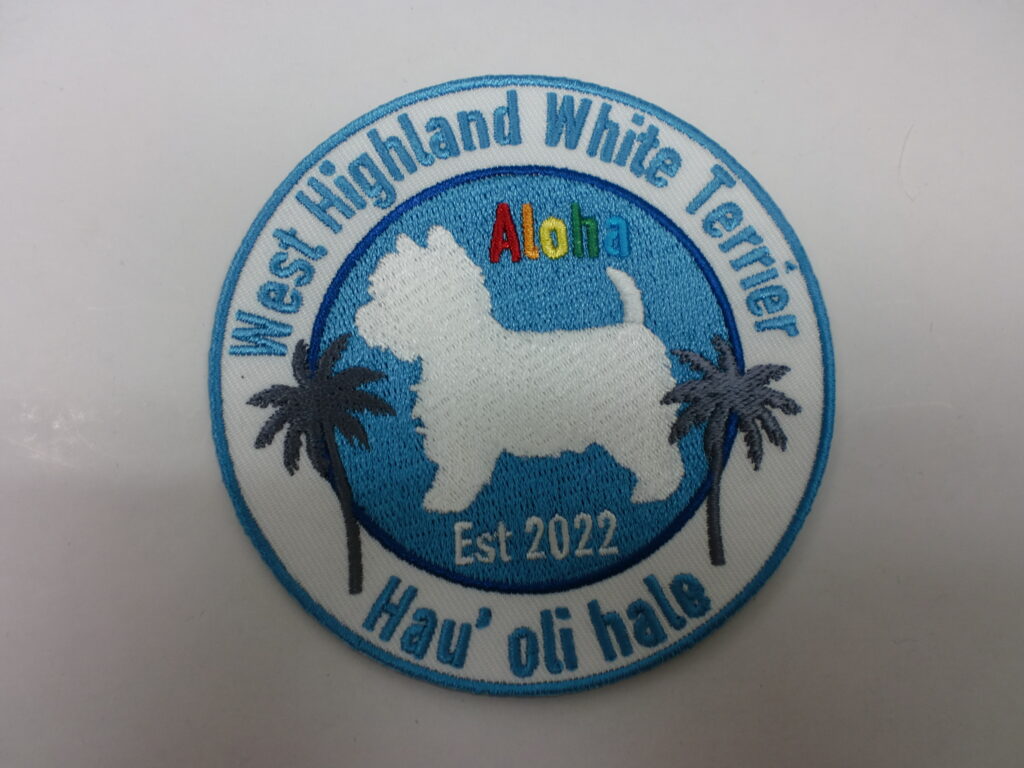 West Highland White Terrier
Aloha
Est 2022
Hau' oli hale